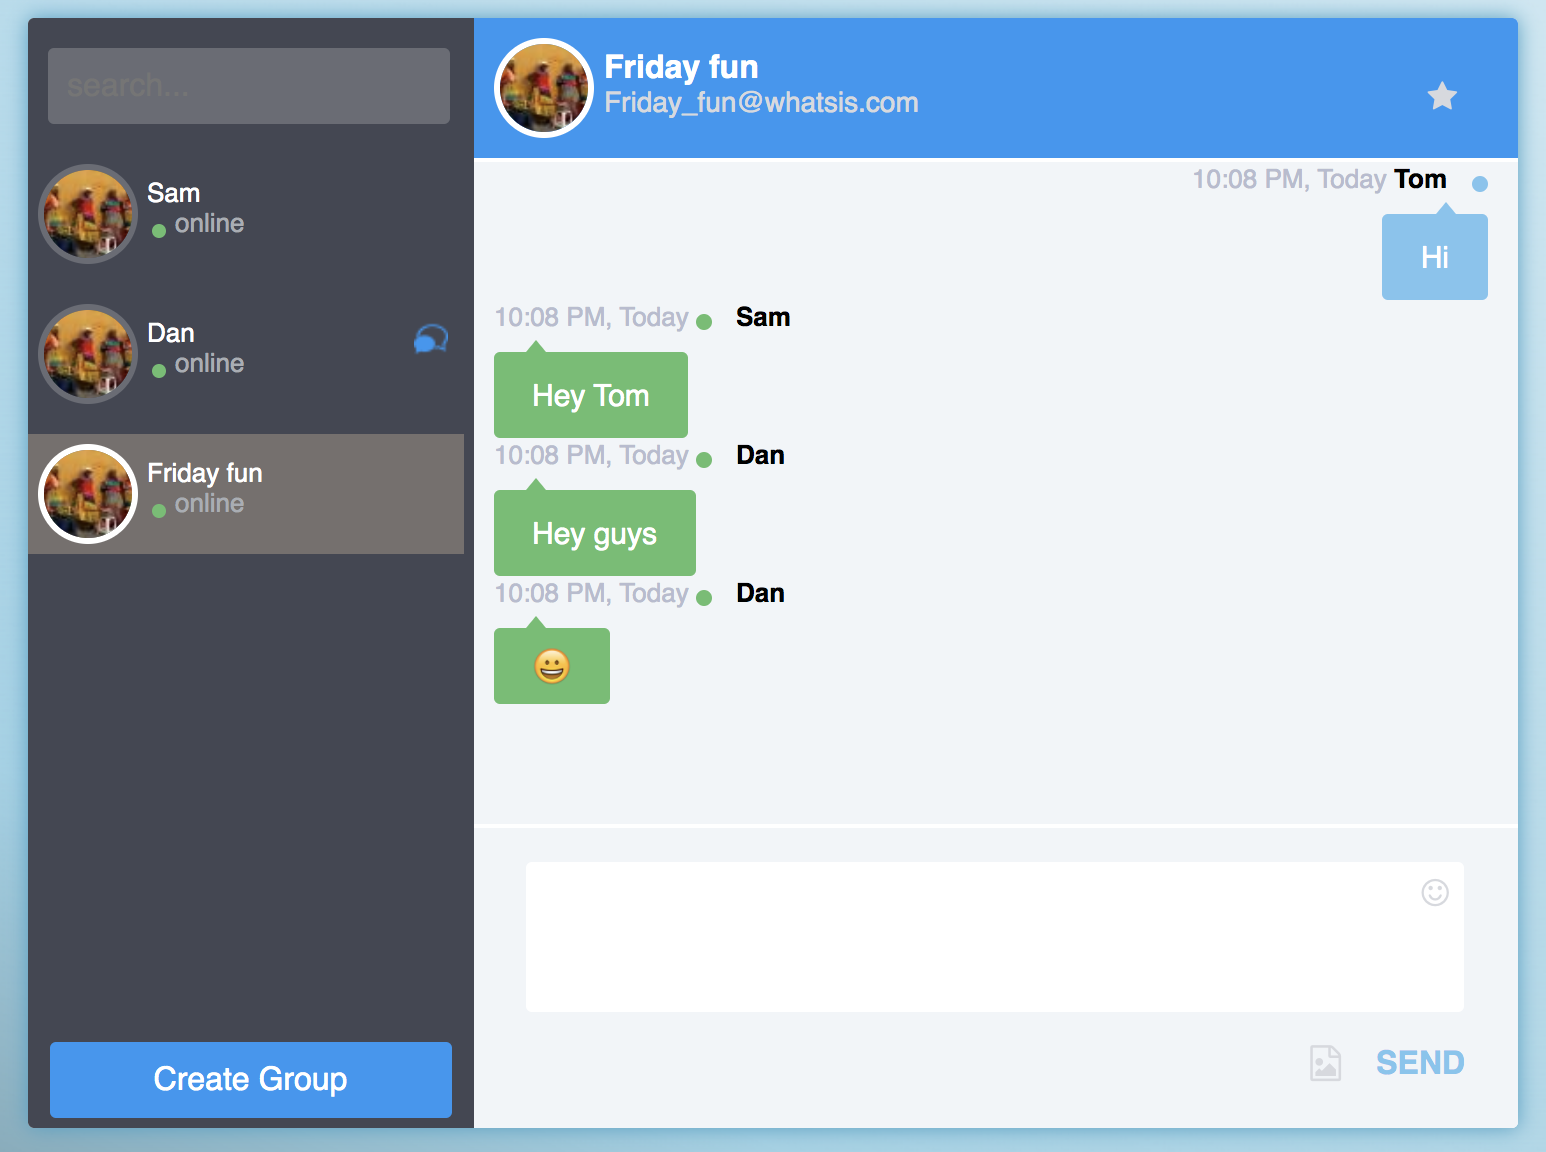 search...
Sam
online
Dan
online
Friday fun
online
Create Group
Friday fun
Friday_fun@whatsis.com
10:08 PM, Today Tom
Hi
10:08 PM, Today Sam
Hey Tom
10:08 PM, Today Dan
Hey guys
10:08 PM, Today Dan
😀
SEND